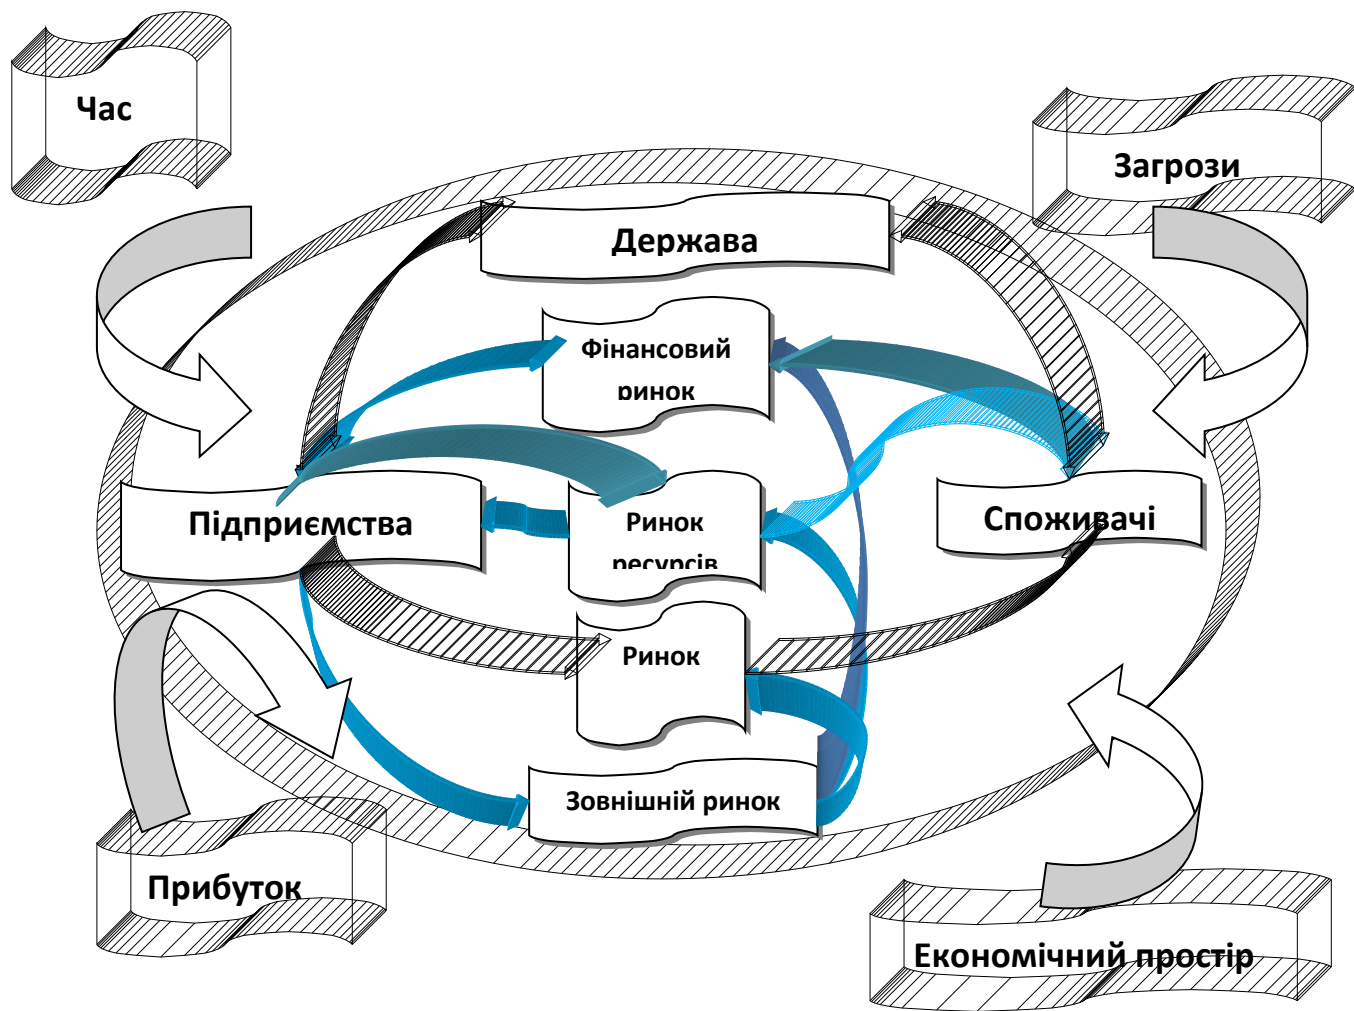 Час
Загрози
Держава
Фінансовий
ринок
Підприємства
Ринок
ресурсів
Споживачі
Ринок
Зовнішній ринок
Прибуток
Економічний простір